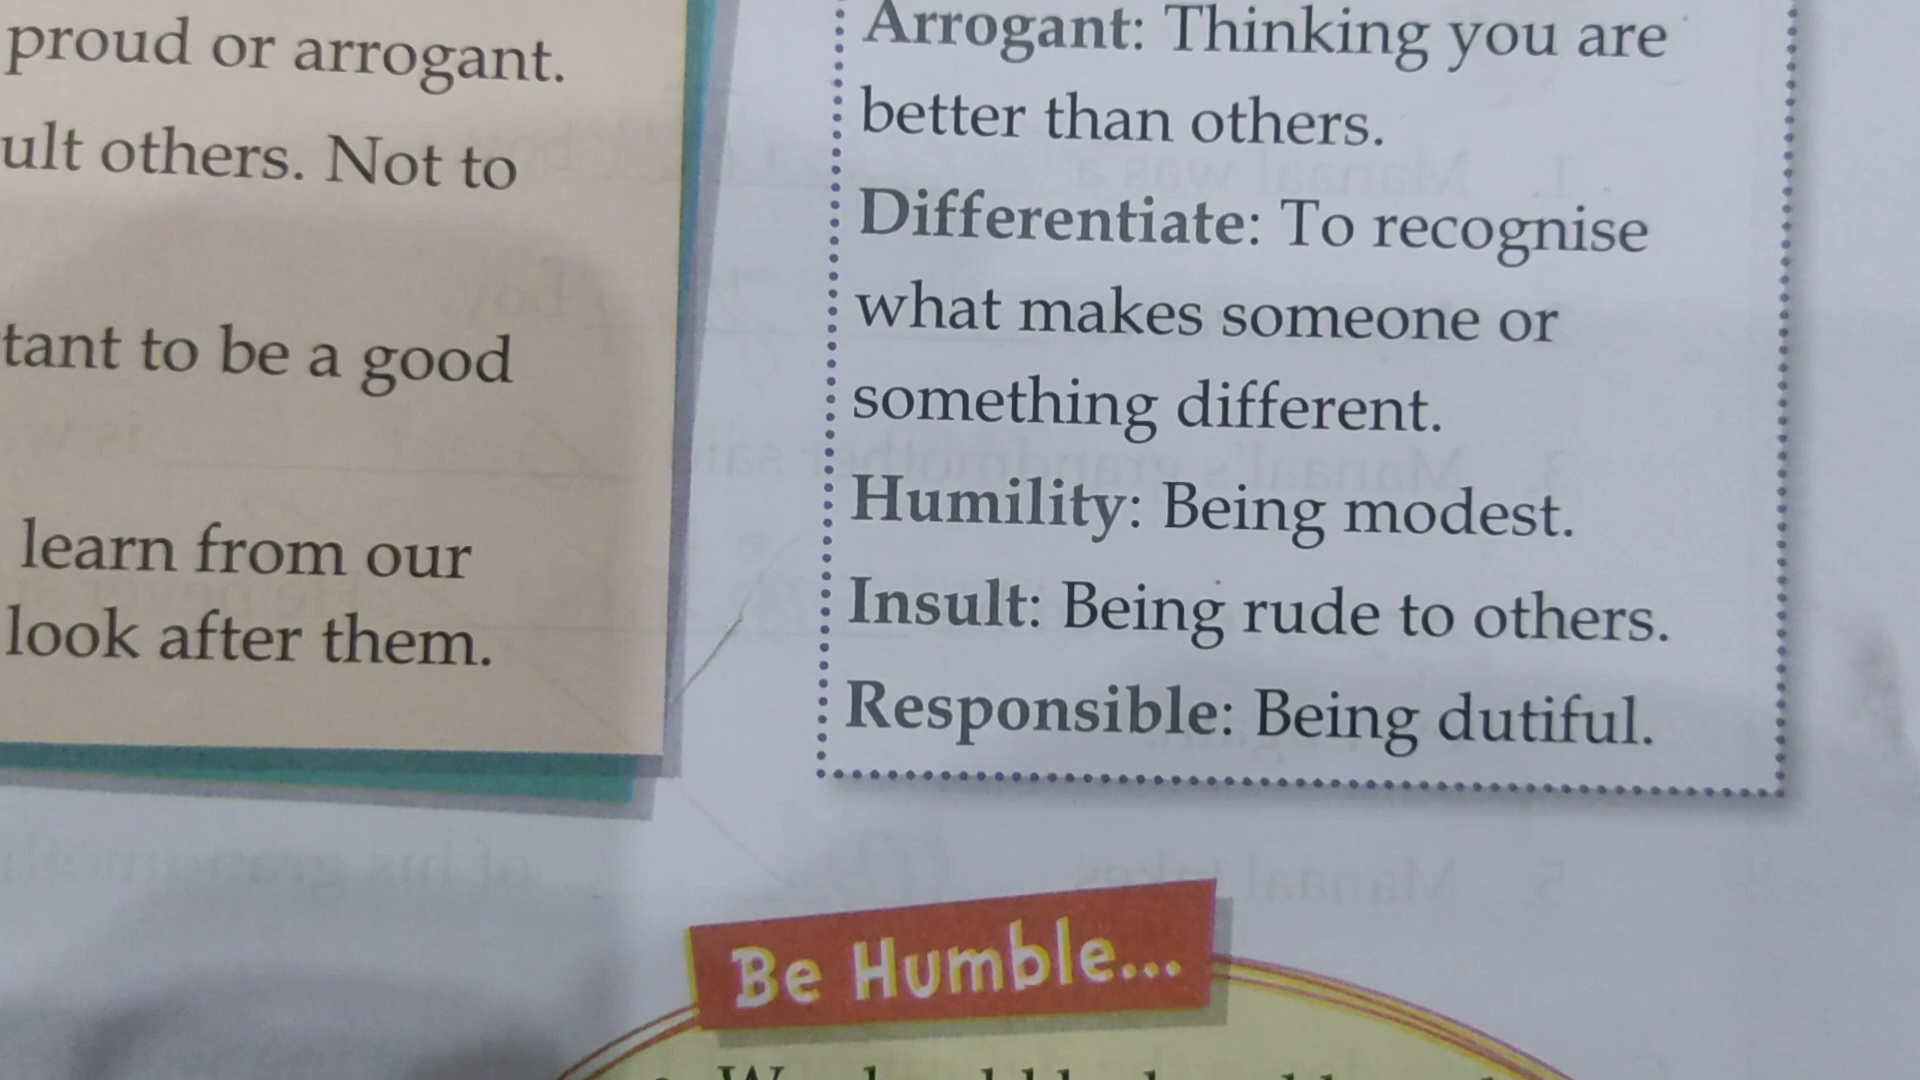 proud or arrogant.
others. Not to
to be a good
learn from our
look after them.
Arrogant: Thinking you are
better than others.
Differentiate: To recognise
what makes someone or
something different.
Humility: Being modest.
Insult: Being rude to others.
Responsible: Being dutiful.
Be Humble...